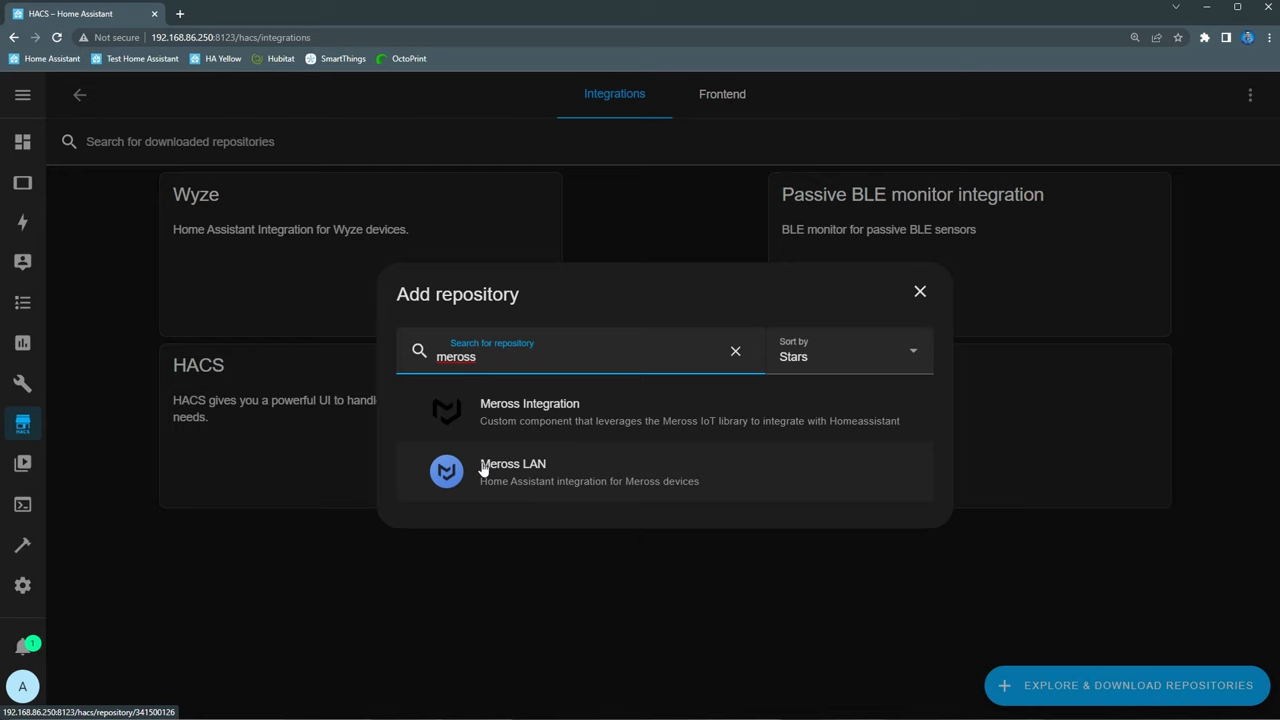 HACS – Home Assistant
Not secure
192.168.86.250:8123/hacs/integrations
Home Assistant
Test Home Assistant
HA Yellow
Hubitat
SmartThings
OctoPrint
Integrations
Frontend
Search for downloaded repositories
Wyze
Home Assistant Integration for Wyze devices.
Passive BLE monitor integration
BLE monitor for passive BLE sensors
Add repository
Search for repository
meross
Sort by
Stars
HACS
HACS gives you a powerful UI to handl
needs.
Meross Integration
Custom component that leverages the Meross IoT library to integrate with Homeassistant
Meross LAN
Home Assistant integration for Meross devices
HACS
1
A
EXPLORE & DOWNLOAD REPOSITORIES
192.168.86.250:8123/hacs/repository/341500126